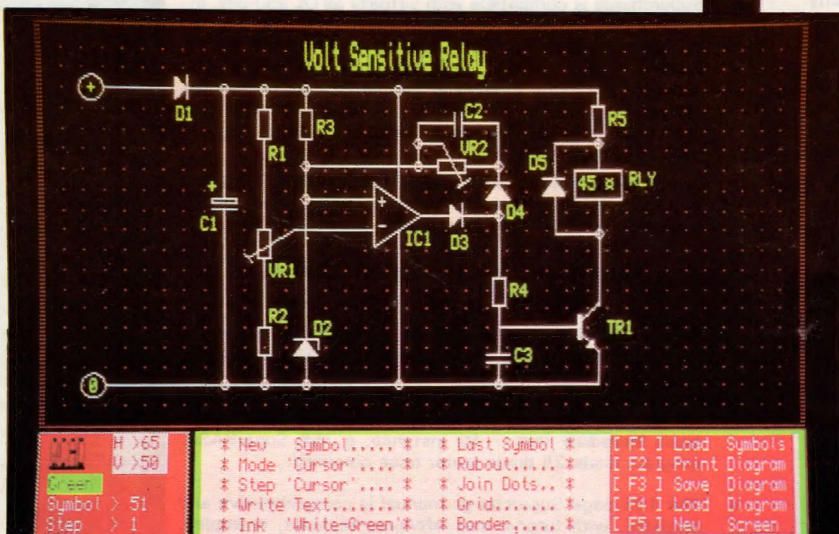 Volt Sensitive Relay
+
D1
R1
R3
C2
VR2
R5
D5
45 ¤
RLY
+
C1
+
-
IC1
D3
D4
VR1
R4
R2
D2
TR1
C3
0
H >65
V >50
Green
Symbol > 51
Step > 1
* New Symbol..... *
* Mode 'Cursor'.... *
* Step 'Cursor'.... *
* Write Text....... *
* Ink 'White-Green'*
* Last Symbol *
* Rubout..... *
* Join Dots.. *
* Grid....... *
* Border,.... *
[ F1 ] Load Symbols
[ F2 ] Print Diagram
[ F3 ] Save Diagram
[ F4 ] Load Diagram
[ F5 ] New Screen